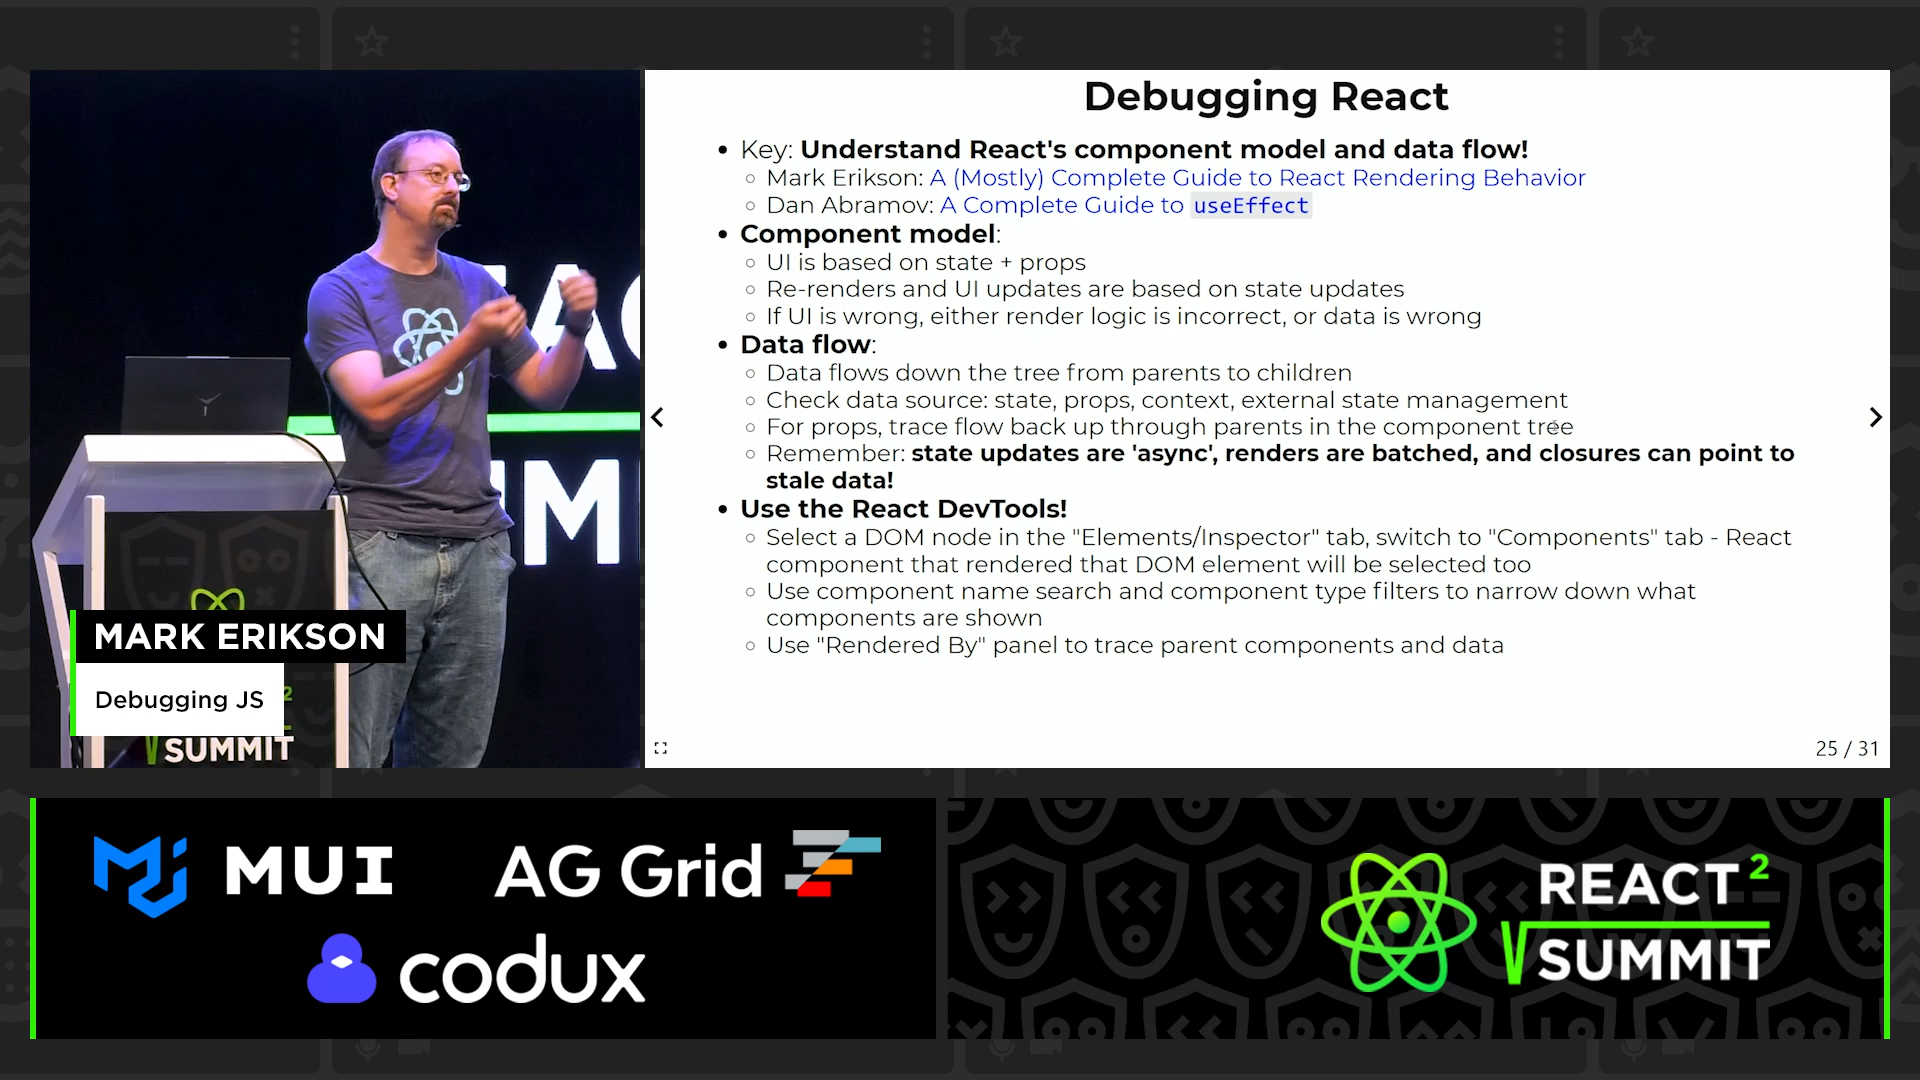 Debugging React
Key: Understand React's component model and data flow!
Mark Erikson: A (Mostly) Complete Guide to React Rendering Behavior
Dan Abramov: A Complete Guide to useEffect
Component model:
UI is based on state + props
Re-renders and UI updates are based on state updates
If UI is wrong, either render logic is incorrect, or data is wrong
Data flow:
Data flows down the tree from parents to children
Check data source: state, props, context, external state management
For props, trace flow back up through parents in the component tree
Remember: state updates are 'async', renders are batched, and closures can point to
stale data!
Use the React DevTools!
Select a DOM node in the "Elements/Inspector" tab, switch to "Components" tab - React
component that rendered that DOM element will be selected too
Use component name search and component type filters to narrow down what
components are shown
Use "Rendered By" panel to trace parent components and data
25 / 31
MARK ERIKSON
Debugging JS
2
SUMMIT
MUI
AG Grid
codux
REACT 2
SUMMIT